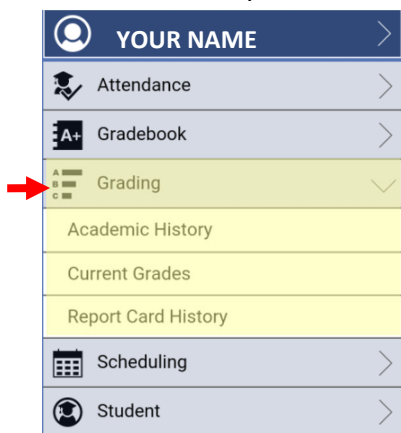 YOUR NAME
Attendance
A+ Gradebook
A
B
C
Grading
Academic History
Current Grades
Report Card History
Scheduling
Student